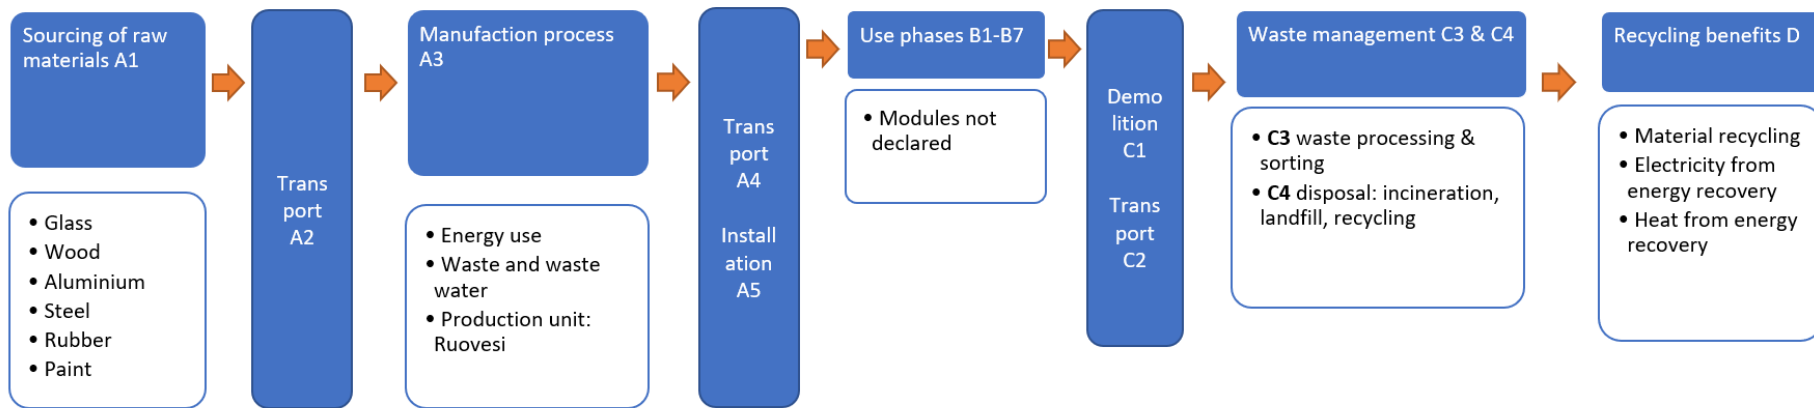 Sourcing of raw
materials A1
• Glass
• Wood
• Aluminium
• Steel
• Rubber
• Paint
Trans
port
A2
Manufaction process
A3
• Energy use
• Waste and waste
water
• Production unit:
Ruovesi
Trans
port
A4
Install
ation
A5
Use phases B1-B7
• Modules not
declared
Demo
lition
C1
Trans
port
C2
Waste management C3 & C4
• C3 waste processing &
sorting
• C4 disposal: incineration,
landfill, recycling
Recycling benefits D
• Material recycling
• Electricity from
energy recovery
• Heat from energy
recovery